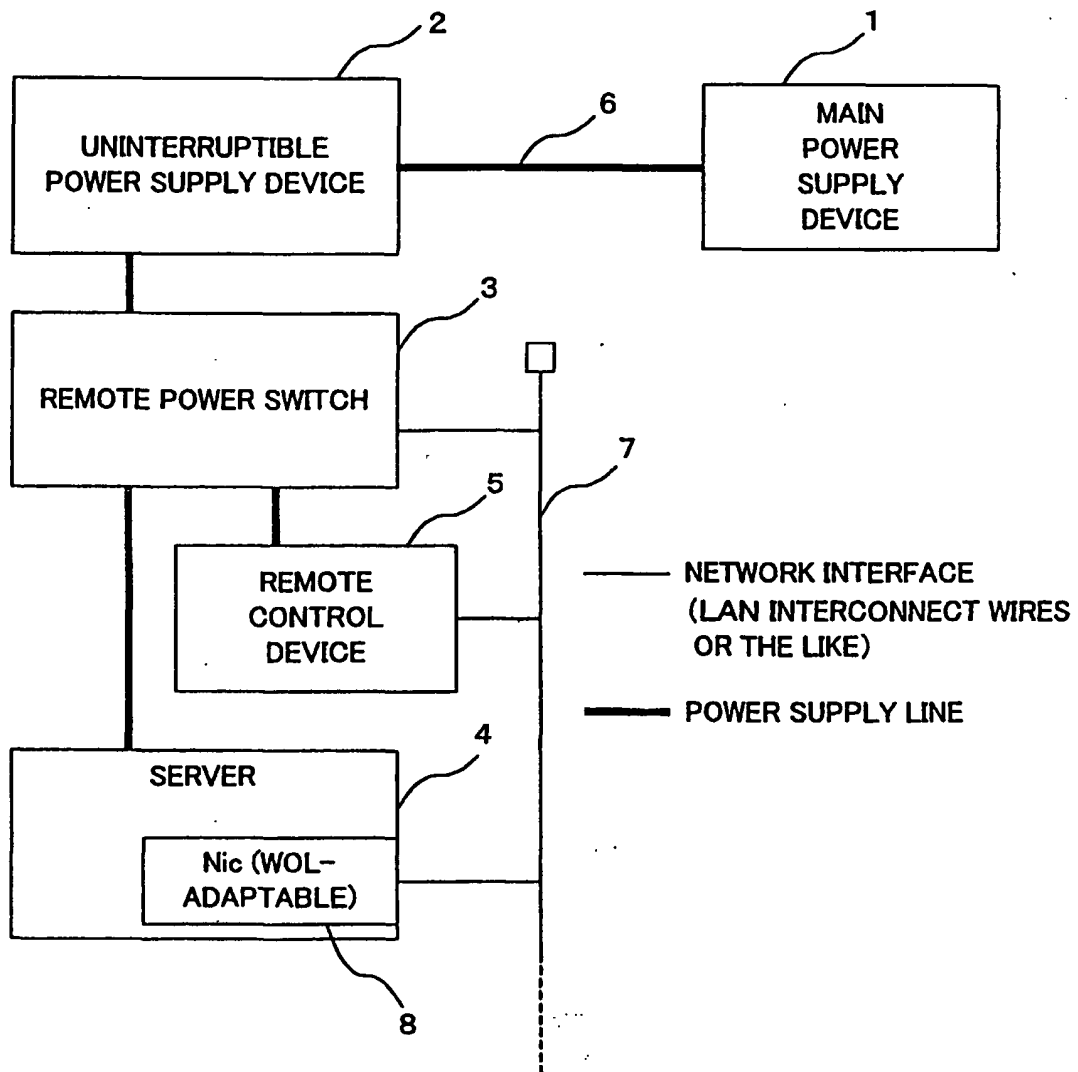 2
1
UNINTERRUPTIBLE
POWER SUPPLY DEVICE
6
MAIN
POWER
SUPPLY
DEVICE
3
REMOTE POWER SWITCH
7
5
REMOTE
CONTROL
DEVICE
NETWORK INTERFACE
(LAN INTERCONNECT WIRES
OR THE LIKE)
POWER SUPPLY LINE
4
SERVER
Nic (WOL-
ADAPTABLE)
8